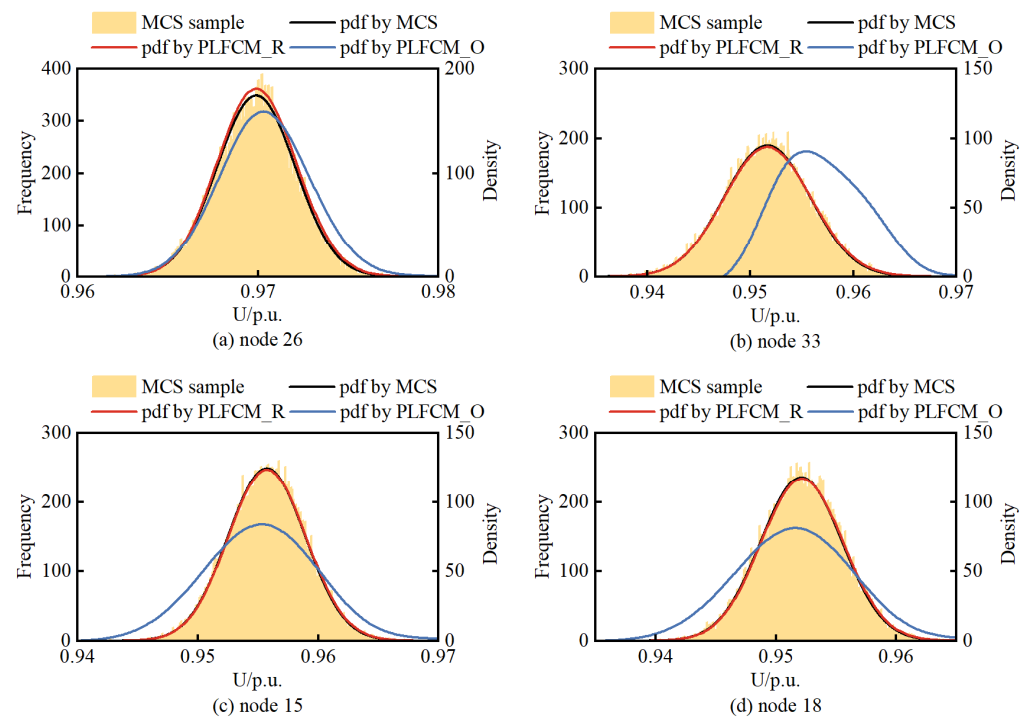 MCS sample pdf by MCS
pdf by PLFCM_R pdf by PLFCM_O
400
300
200
100
0
Frequency
200
100
0
Density
0.96 0.97 0.98
U/p.u.
(a) node 26
MCS sample pdf by MCS
pdf by PLFCM_R pdf by PLFCM_O
300
200
100
0
Frequency
150
100
50
0
Density
0.94 0.95 0.96 0.97
U/p.u.
(b) node 33
MCS sample pdf by MCS
pdf by PLFCM_R pdf by PLFCM_O
300
200
100
0
Frequency
150
100
50
0
Density
0.94 0.95 0.96 0.97
U/p.u.
(c) node 15
MCS sample pdf by MCS
pdf by PLFCM_R pdf by PLFCM_O
300
200
100
0
Frequency
150
100
50
0
Density
0.94 0.95 0.96
U/p.u.
(d) node 18